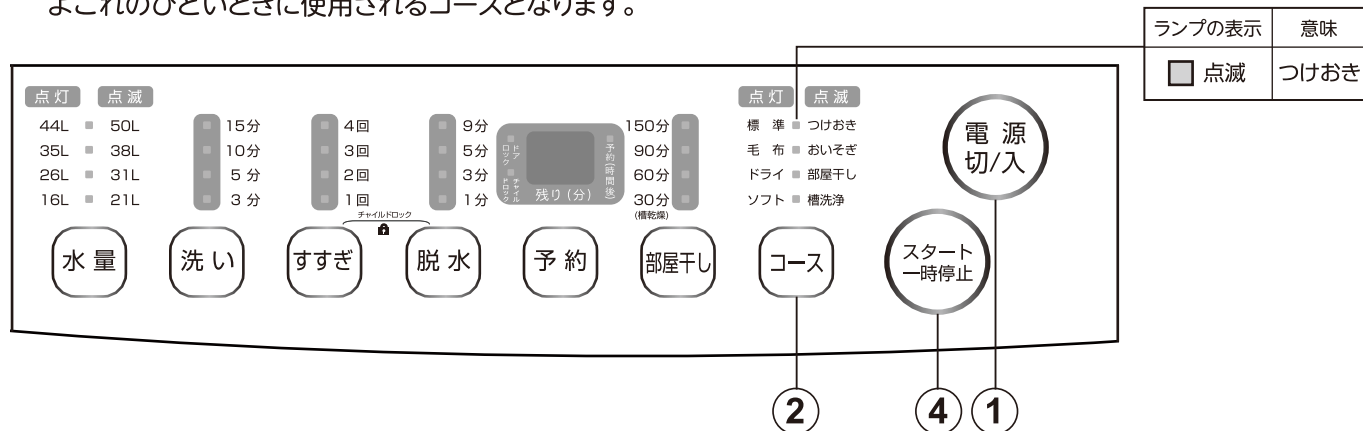 よごれのひどいときに使用されるコースとなります。
ランプの表示 意味
点滅 つけおき
点灯 点滅
44L 50L
35L 38L
26L 31L
16L 21L
15分
10分
5分
3分
4回
3回
2回
1回
チャイルドロック
9分
5分
3分
1分
ドアロック
チャイルドロック
予約(時間後)
残り(分)
150分
90分
60分
30分
(槽乾燥)
点灯 点滅
標準 つけおき
毛布 おいそぎ
ドライ 部屋干し
ソフト 槽洗浄
電源
切/入
水量
洗い
すすぎ
脱水
予約
部屋干し
コース
スタート
一時停止
2
4
1